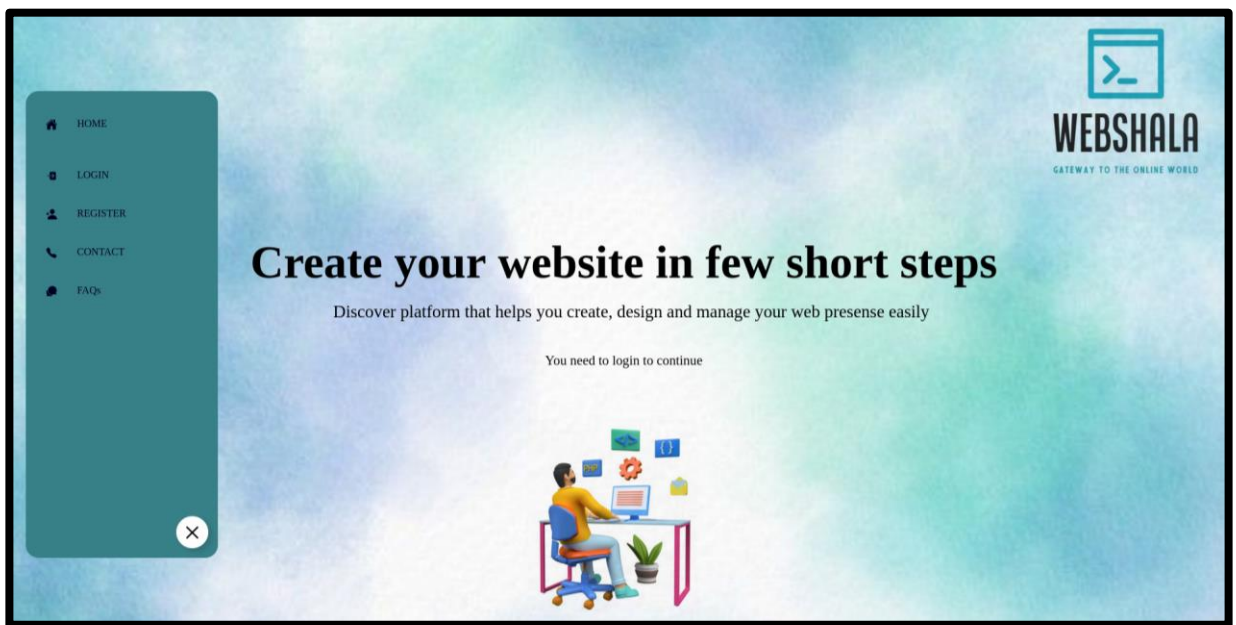 WEBSHALA
GATEWAY TO THE ONLINE WORLD
HOME
LOGIN
REGISTER
CONTACT
FAQs
Create your website in few short steps
Discover platform that helps you create, design and manage your web presense easily
You need to login to continue
</> {}
PHP